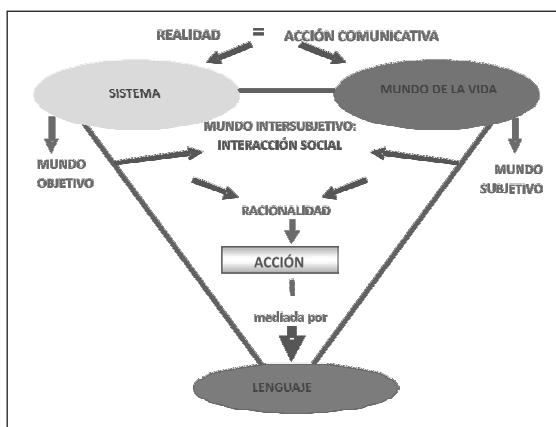 REALIDAD = ACCIÓN COMUNICATIVA
SISTEMA
MUNDO DE LA VIDA
MUNDO INTERSUBJETIVO:
INTERACCIÓN SOCIAL
MUNDO
OBJETIVO
MUNDO
SUBJETIVO
RACIONALIDAD
ACCIÓN
mediada por
LENGUAJE